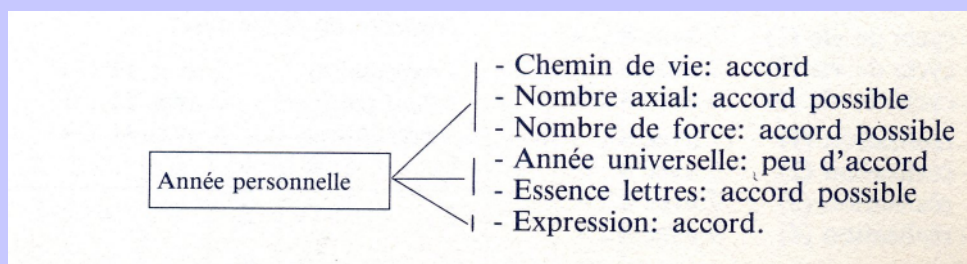 - Chemin de vie: accord
- Nombre axial: accord possible
- Nombre de force: accord possible
Année personnelle
- Année universelle: peu d'accord
- Essence lettres: accord possible
- Expression: accord.